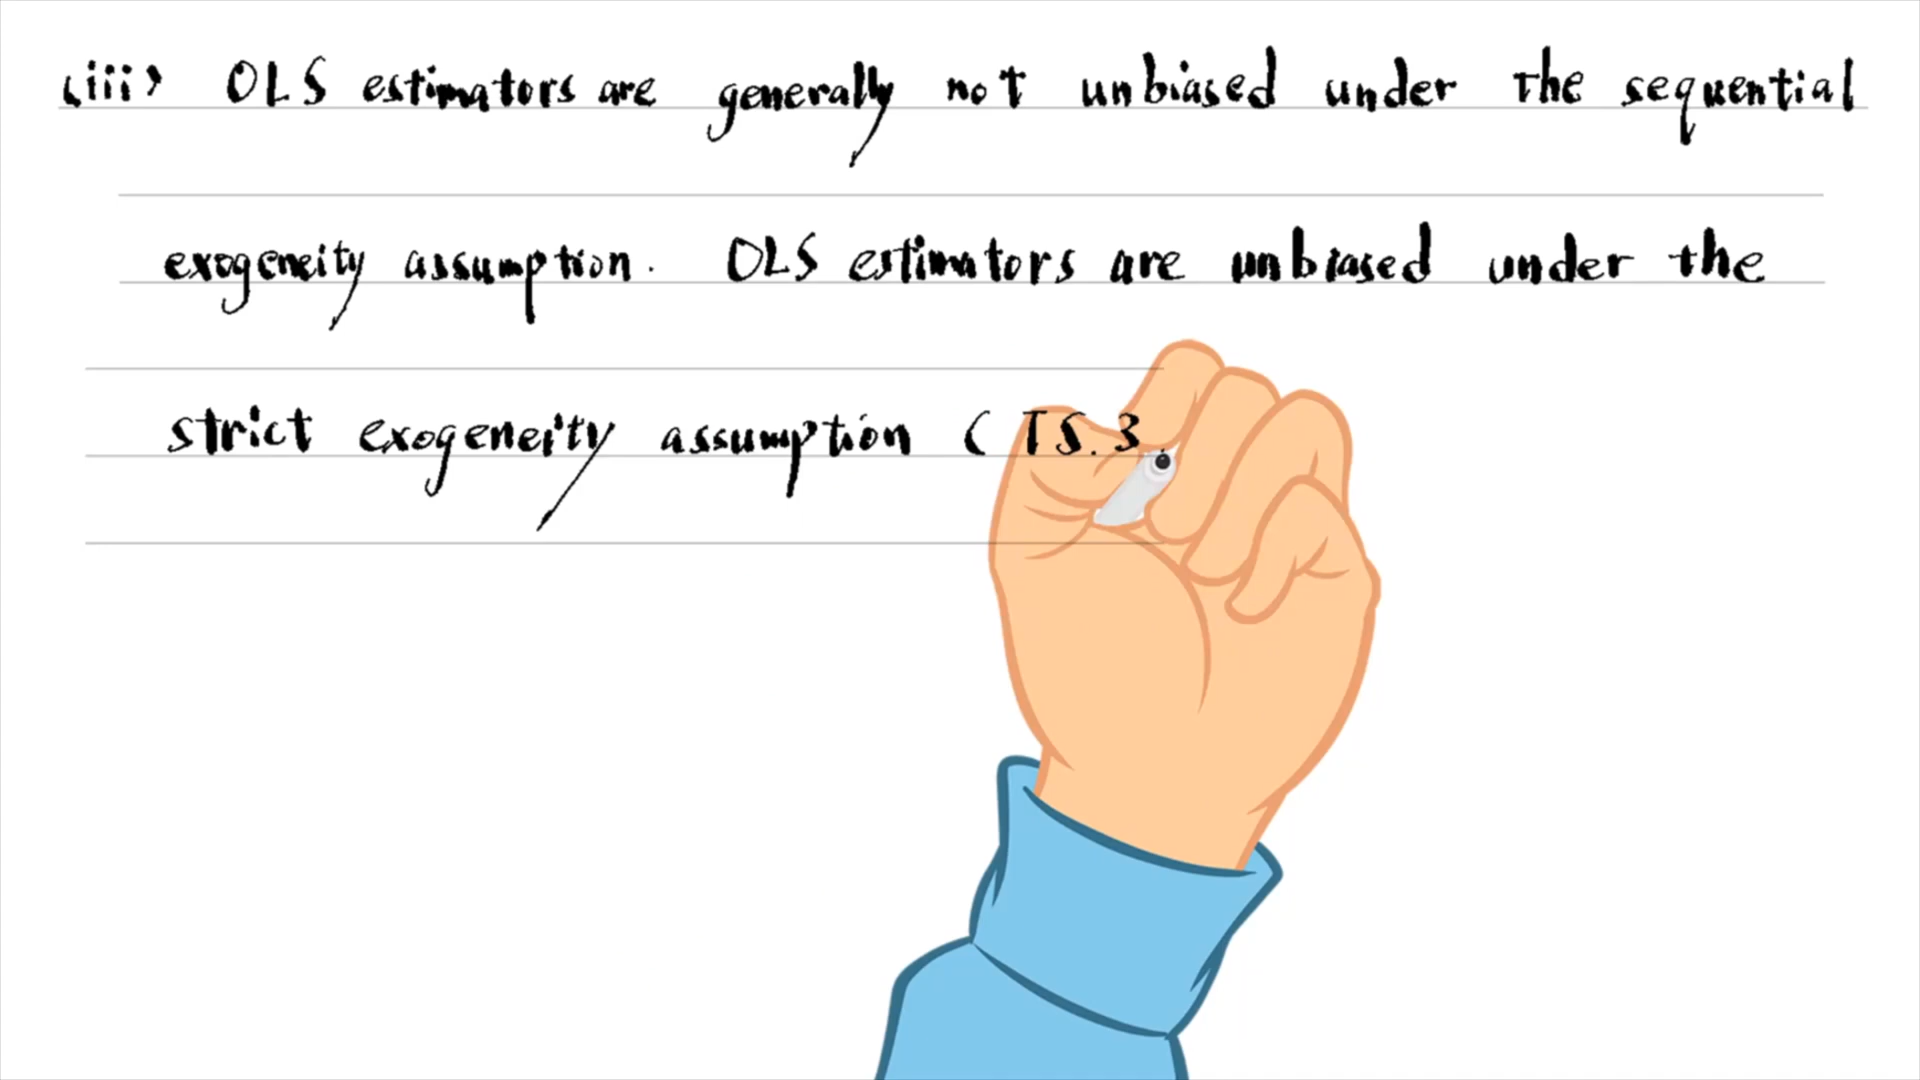 (iii) OLS estimators are generally not unbiased under the sequential
exogeneity assumption. OLS estimators are unbiased under the
strict exogeneity assumption ( TS.3